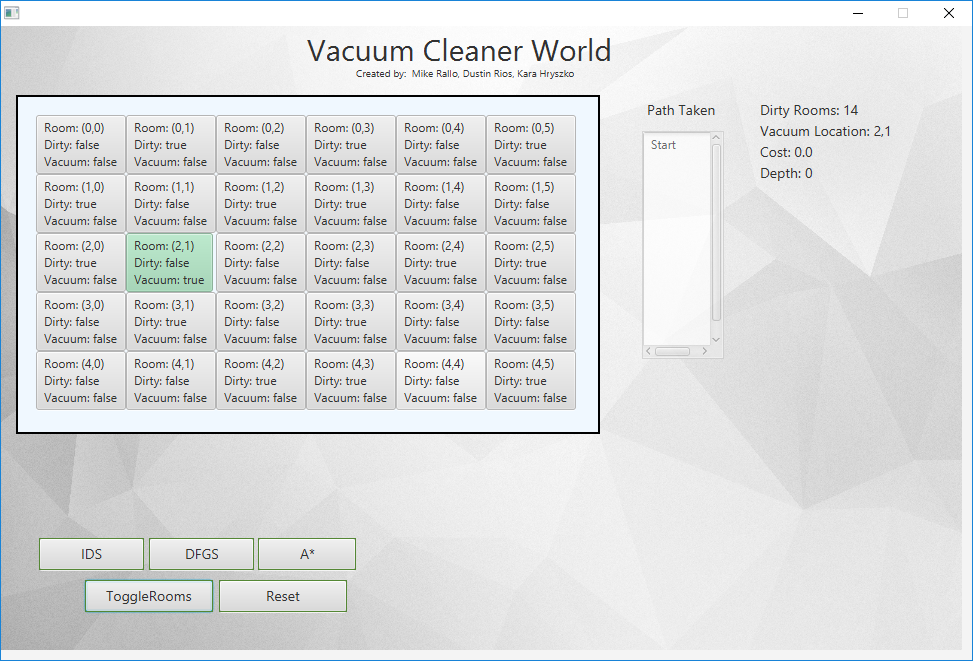 Vacuum Cleaner World
Created by:  Mike Rallo, Dustin Rios, Kara Hryszko
Room: (0,0)
Dirty: false
Vacuum: false
Room: (0,1)
Dirty: true
Vacuum: false
Room: (0,2)
Dirty: false
Vacuum: false
Room: (0,3)
Dirty: true
Vacuum: false
Room: (0,4)
Dirty: false
Vacuum: false
Room: (0,5)
Dirty: true
Vacuum: false
Room: (1,0)
Dirty: true
Vacuum: false
Room: (1,1)
Dirty: false
Vacuum: false
Room: (1,2)
Dirty: true
Vacuum: false
Room: (1,3)
Dirty: true
Vacuum: false
Room: (1,4)
Dirty: false
Vacuum: false
Room: (1,5)
Dirty: false
Vacuum: false
Room: (2,0)
Dirty: true
Vacuum: false
Room: (2,1)
Dirty: false
Vacuum: true
Room: (2,2)
Dirty: false
Vacuum: false
Room: (2,3)
Dirty: false
Vacuum: false
Room: (2,4)
Dirty: true
Vacuum: false
Room: (2,5)
Dirty: true
Vacuum: false
Room: (3,0)
Dirty: false
Vacuum: false
Room: (3,1)
Dirty: true
Vacuum: false
Room: (3,2)
Dirty: false
Vacuum: false
Room: (3,3)
Dirty: true
Vacuum: false
Room: (3,4)
Dirty: false
Vacuum: false
Room: (3,5)
Dirty: false
Vacuum: false
Room: (4,0)
Dirty: false
Vacuum: false
Room: (4,1)
Dirty: false
Vacuum: false
Room: (4,2)
Dirty: true
Vacuum: false
Room: (4,3)
Dirty: true
Vacuum: false
Room: (4,4)
Dirty: false
Vacuum: false
Room: (4,5)
Dirty: true
Vacuum: false
Path Taken
Start
Dirty Rooms: 14
Vacuum Location: 2,1
Cost: 0.0
Depth: 0
IDS
DFGS
A*
ToggleRooms
Reset